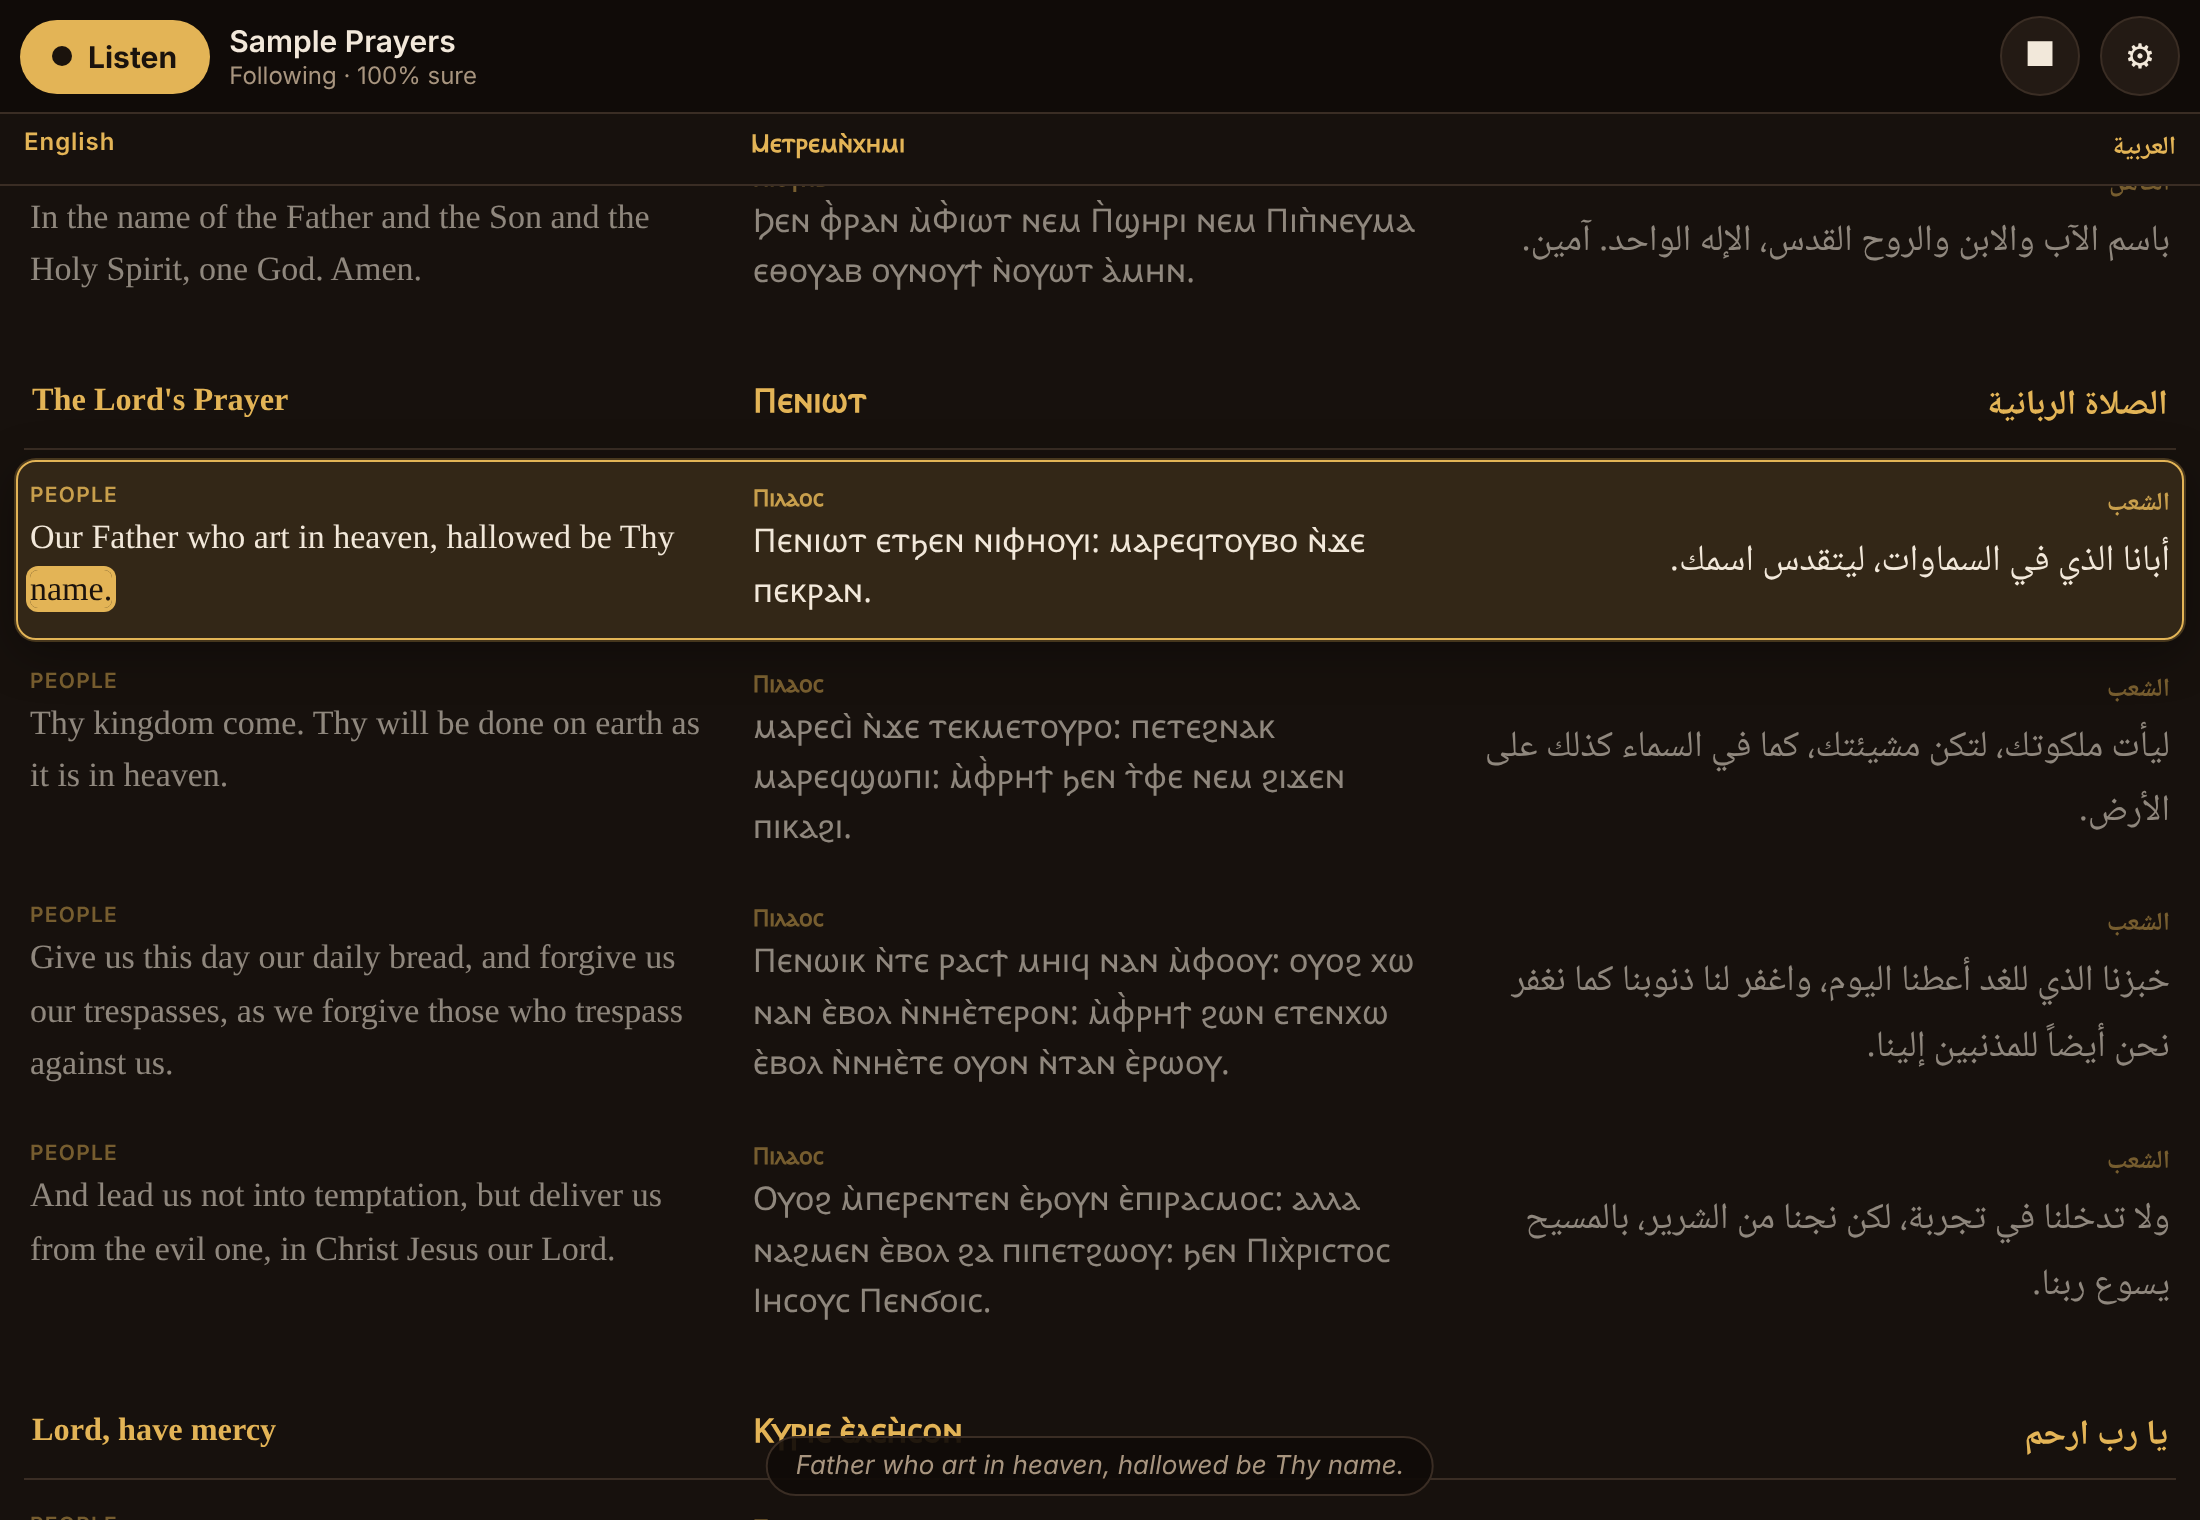 Listen
Sample Prayers
Following · 100% sure
English
Ⲙⲉⲧⲣⲉⲙⲛ̀ⲭⲏⲙⲓ
العربية
In the name of the Father and the Son and the
Holy Spirit, one God. Amen.
Ϧⲉⲛ ⲫ̀ⲣⲁⲛ ⲙ̀Ⲫ̀ⲓⲱⲧ ⲛⲉⲙ Ⲡ̀ϣⲏⲣⲓ ⲛⲉⲙ Ⲡⲓⲡ̀ⲛⲉⲩⲙⲁ
ⲉⲑⲟⲩⲁⲃ ⲟⲩⲛⲟⲩϯ ⲛ̀ⲟⲩⲱⲧ ⲁ̀ⲙⲏⲛ.
باسم الآب والابن والروح القدس، الإله الواحد. آمين.
The Lord's Prayer
Ⲡⲉⲛⲓⲱⲧ
الصلاة الربانية
PEOPLE
Our Father who art in heaven, hallowed be Thy
name.
Ⲡⲓⲗⲁⲟⲥ
Ⲡⲉⲛⲓⲱⲧ ⲉⲧϧⲉⲛ ⲛⲓⲫⲏⲟⲩⲓ: ⲙⲁⲣⲉϥⲧⲟⲩⲃⲟ ⲛ̀ϫⲉ
ⲡⲉⲕⲣⲁⲛ.
الشعب
أبانا الذي في السماوات، ليتقدس اسمك.
PEOPLE
Thy kingdom come. Thy will be done on earth as
it is in heaven.
Ⲡⲓⲗⲁⲟⲥ
ⲙⲁⲣⲉⲥⲓ̀ ⲛ̀ϫⲉ ⲧⲉⲕⲙⲉⲧⲟⲩⲣⲟ: ⲡⲉⲧⲉϩⲛⲁⲕ
ⲙⲁⲣⲉϥϣⲱⲡⲓ: ⲙ̀ⲫ̀ⲣⲏϯ ϧⲉⲛ ⲧ̀ⲫⲉ ⲛⲉⲙ ϩⲓϫⲉⲛ
ⲡⲓⲕⲁϩⲓ.
الشعب
ليأت ملكوتك، لتكن مشيئتك، كما في السماء كذلك على
الأرض.
PEOPLE
Give us this day our daily bread, and forgive us
our trespasses, as we forgive those who trespass
against us.
Ⲡⲓⲗⲁⲟⲥ
Ⲡⲉⲛⲱⲓⲕ ⲛ̀ⲧⲉ ⲣⲁⲥϯ ⲙⲏⲓϥ ⲛⲁⲛ ⲙ̀ⲫⲟⲟⲩ: ⲟⲩⲟϩ ⲭⲱ
ⲛⲁⲛ ⲉ̀ⲃⲟⲗ ⲛ̀ⲛⲏⲉ̀ⲧⲉⲣⲟⲛ: ⲙ̀ⲫ̀ⲣⲏϯ ϩⲱⲛ ⲉⲧⲉⲛⲭⲱ
ⲉ̀ⲃⲟⲗ ⲛ̀ⲛⲏⲉ̀ⲧⲉ ⲟⲩⲟⲛ ⲛ̀ⲧⲁⲛ ⲉ̀ⲣⲱⲟⲩ.
الشعب
خبزنا الذي للغد أعطنا اليوم، واغفر لنا ذنوبنا كما نغفر
نحن أيضاً للمذنبين إلينا.
PEOPLE
And lead us not into temptation, but deliver us
from the evil one, in Christ Jesus our Lord.
Ⲡⲓⲗⲁⲟⲥ
Ⲟⲩⲟϩ ⲙ̀ⲡⲉⲣⲉⲛⲧⲉⲛ ⲉ̀ϧⲟⲩⲛ ⲉ̀ⲡⲓⲣⲁⲥⲙⲟⲥ: ⲁⲗⲗⲁ
ⲛⲁϩⲙⲉⲛ ⲉ̀ⲃⲟⲗ ϩⲁ ⲡⲓⲡⲉⲧϩⲱⲟⲩ: ϧⲉⲛ Ⲡⲓⲭ̀ⲣⲓⲥⲧⲟⲥ
Ⲓⲏⲥⲟⲩⲥ Ⲡⲉⲛϭⲟⲓⲥ.
الشعب
ولا تدخلنا في تجربة، لكن نجنا من الشرير، بالمسيح
يسوع ربنا.
Lord, have mercy
Ⲕⲩⲣⲓⲉ ⲉ̀ⲗⲉⲏ̀ⲥⲟⲛ
يا رب ارحم
Father who art in heaven, hallowed be Thy name.